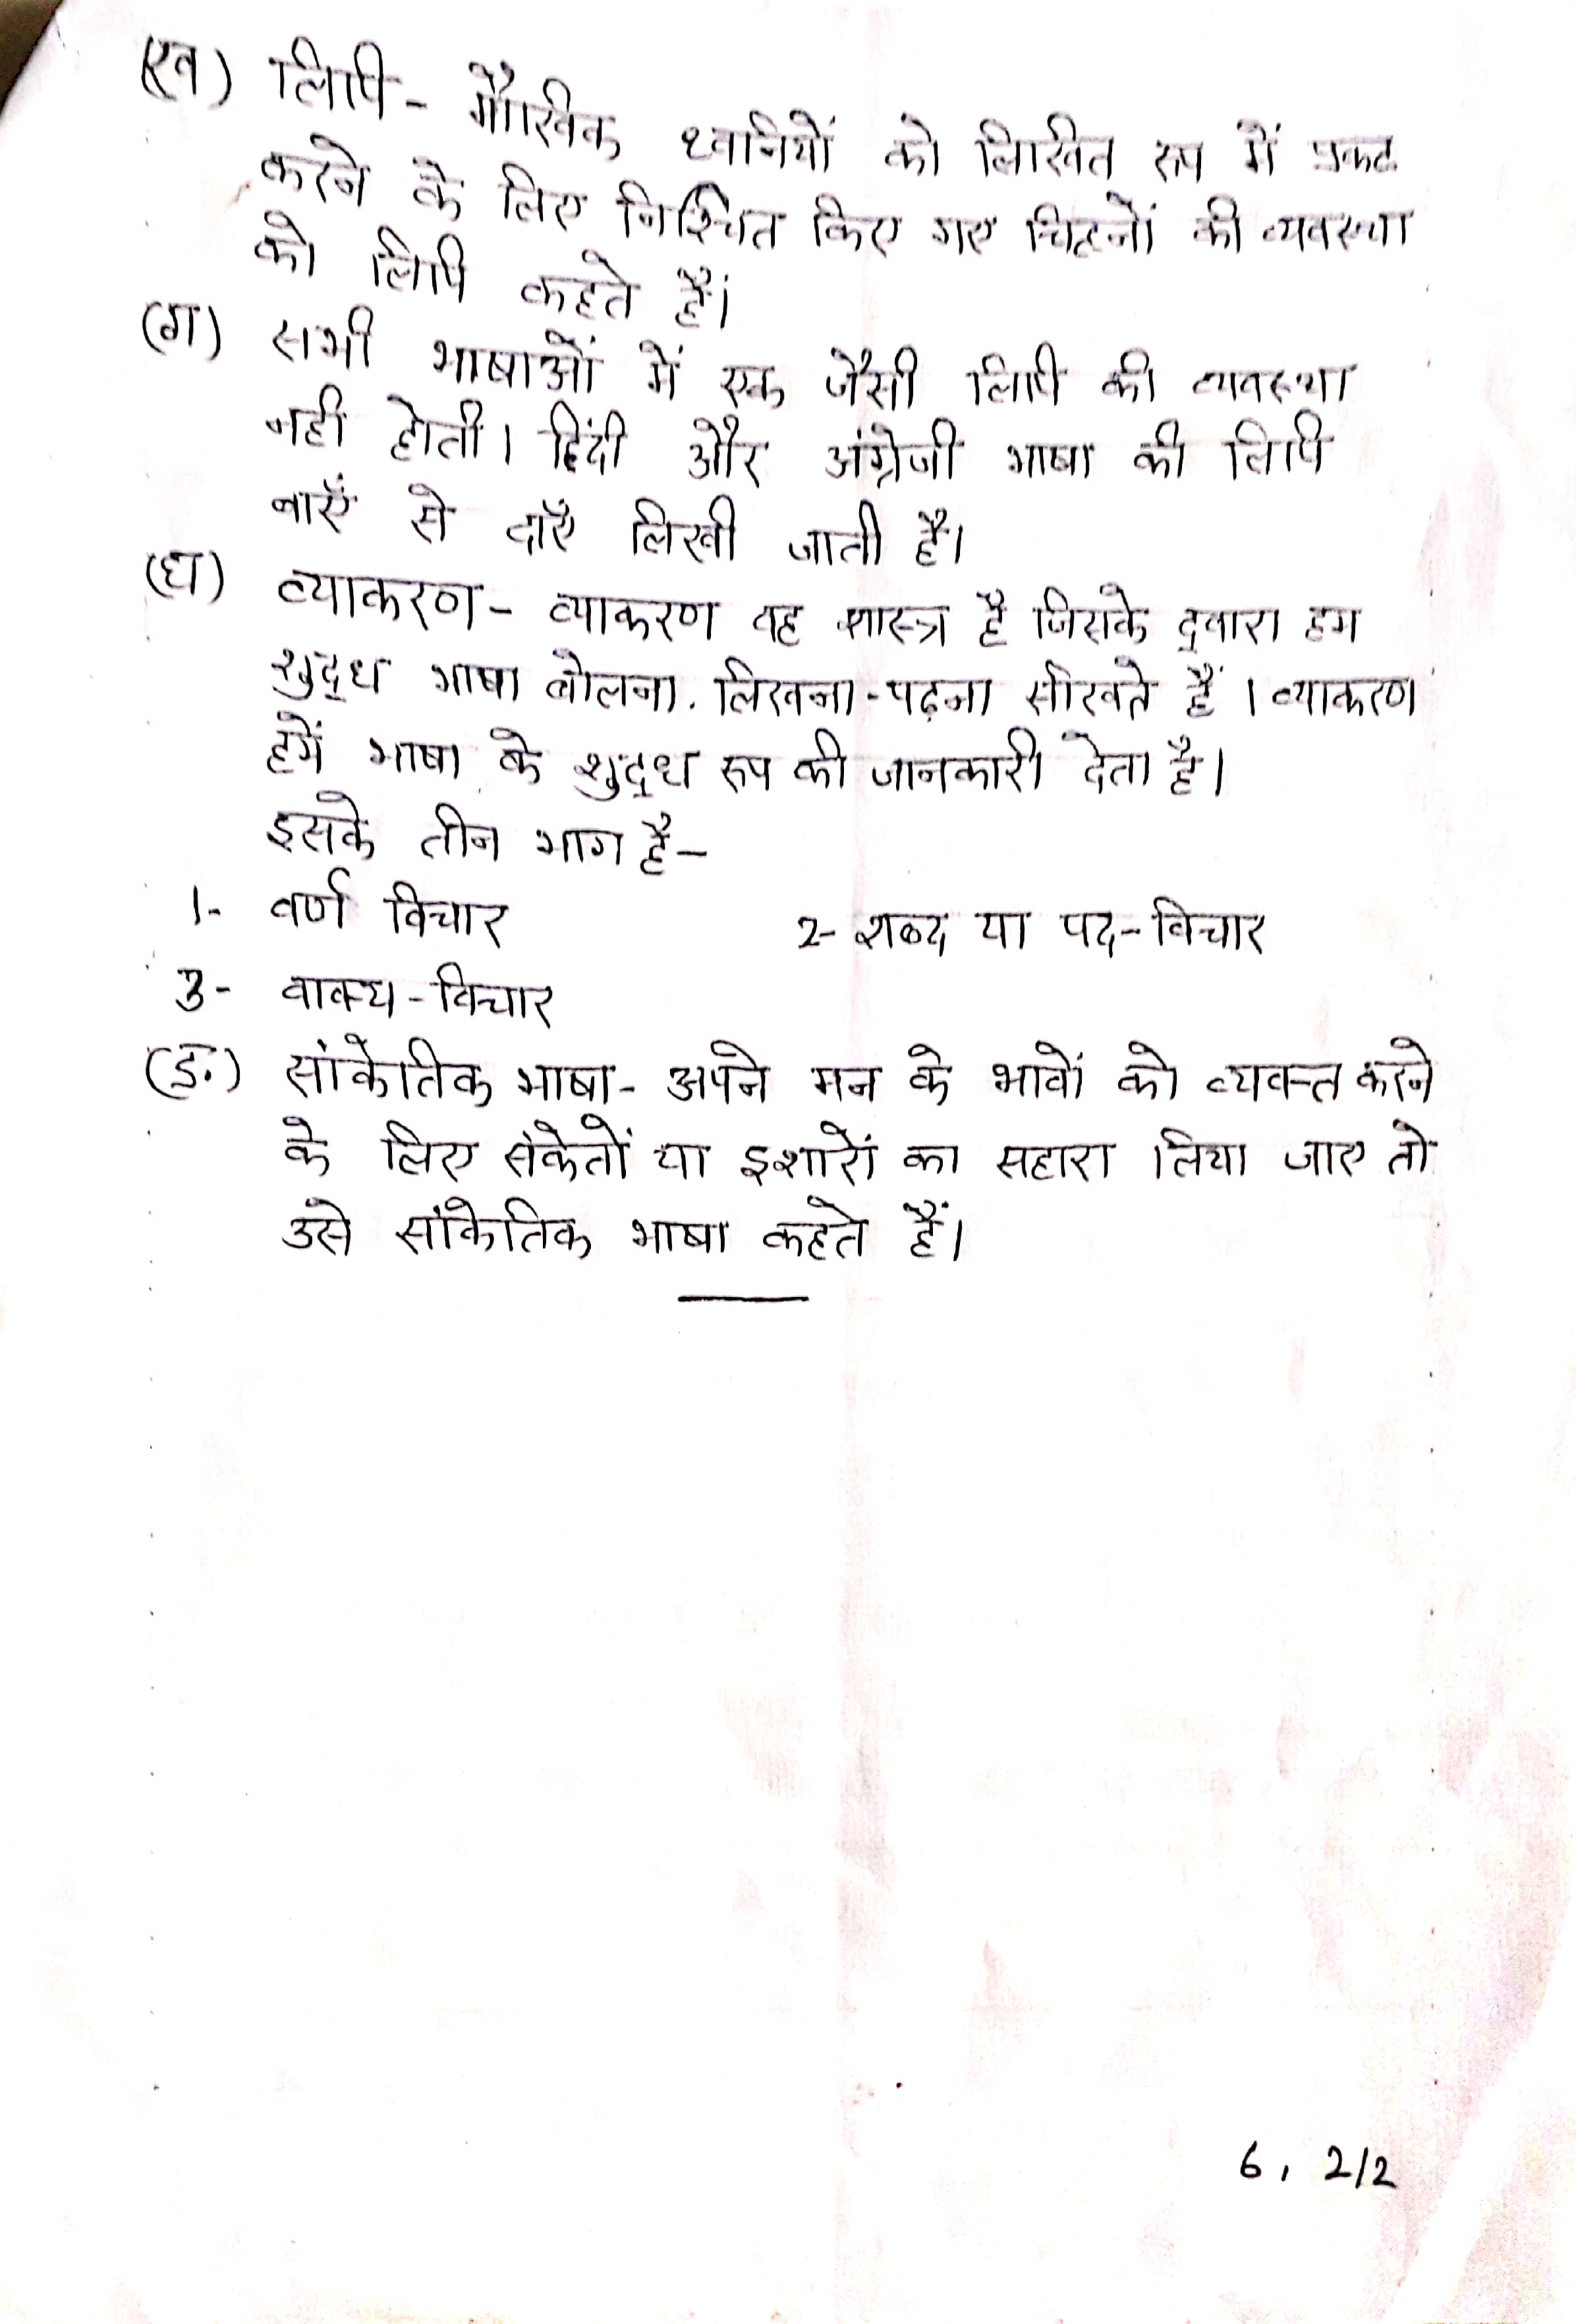 (ख) लिपि - मौखिक ध्वनियों को लिखित रूप में प्रकट
करने के लिए निश्चित किए गए चिह्नों की व्यवस्था
को लिपि कहते हैं।
(ग) सभी भाषाओं में एक जैसी लिपि की व्यवस्था
नहीं होती। हिंदी और अंग्रेजी भाषा की लिपि
बाएँ से दाएँ लिखी जाती है।
(घ) व्याकरण - व्याकरण वह शास्त्र है जिसके द्वारा हम
शुद्ध भाषा बोलना. लिखना-पढ़ना सीखते हैं । व्याकरण
हमें भाषा के शुद्ध रूप की जानकारी देता है।
इसके तीन भाग है -
1- वर्ण विचार 2- शब्द या पद-विचार
3- वाक्य-विचार
(ङ) सांकेतिक भाषा- अपने मन के भावों को व्यक्त करने
के लिए संकेतों या इशारों का सहारा लिया जाए तो
उसे सांकेतिक भाषा कहते हैं।
6, 2/2